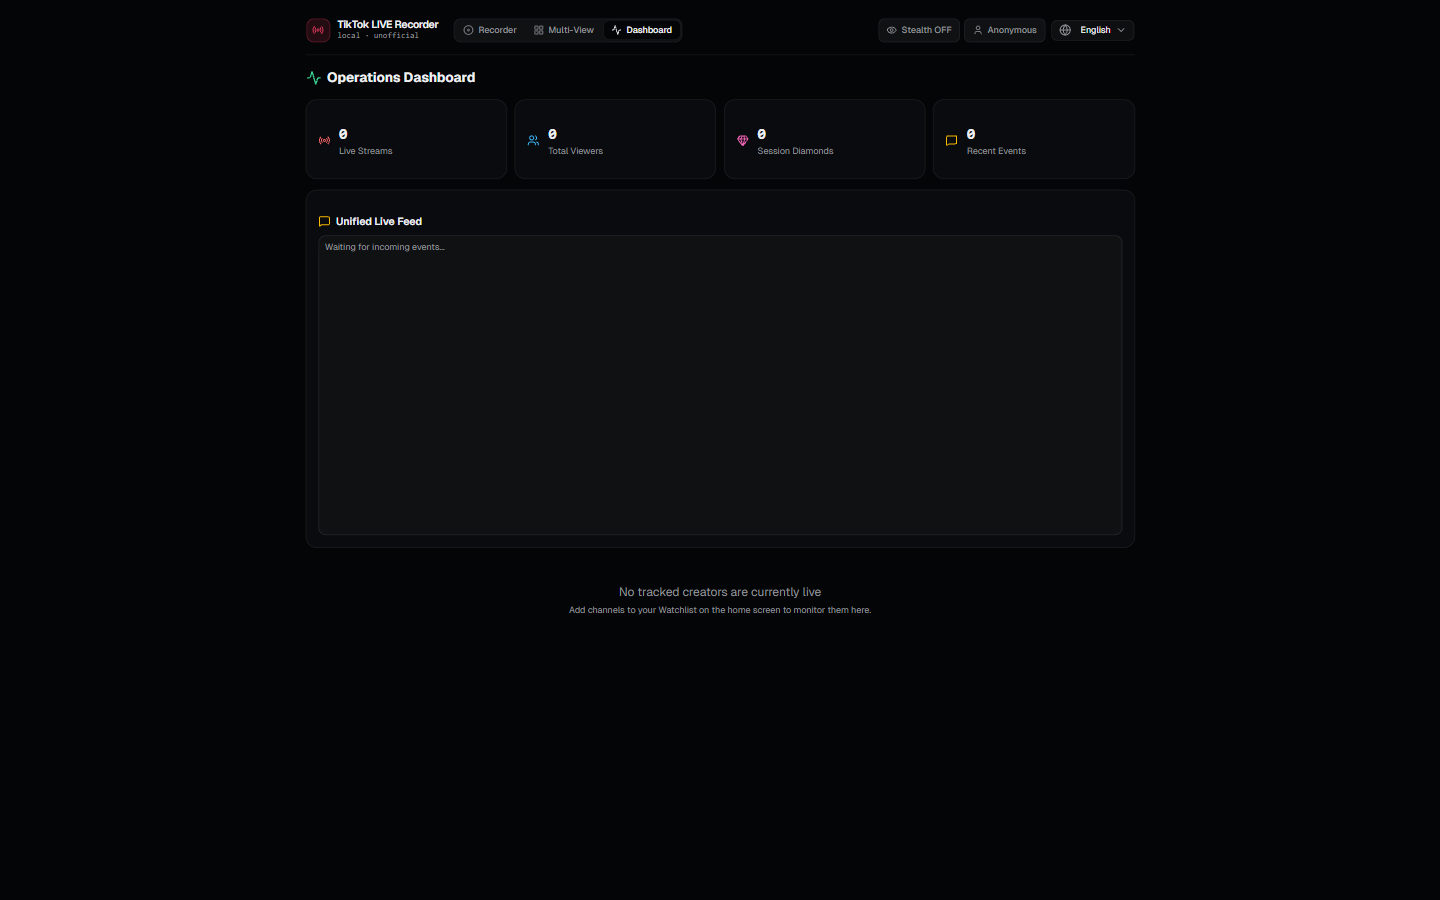 TikTok LIVE Recorder
local · unofficial
Recorder
Multi-View
Dashboard
Stealth OFF
Anonymous
English
Operations Dashboard
0
Live Streams
0
Total Viewers
0
Session Diamonds
0
Recent Events
Unified Live Feed
Waiting for incoming events...
No tracked creators are currently live
Add channels to your Watchlist on the home screen to monitor them here.